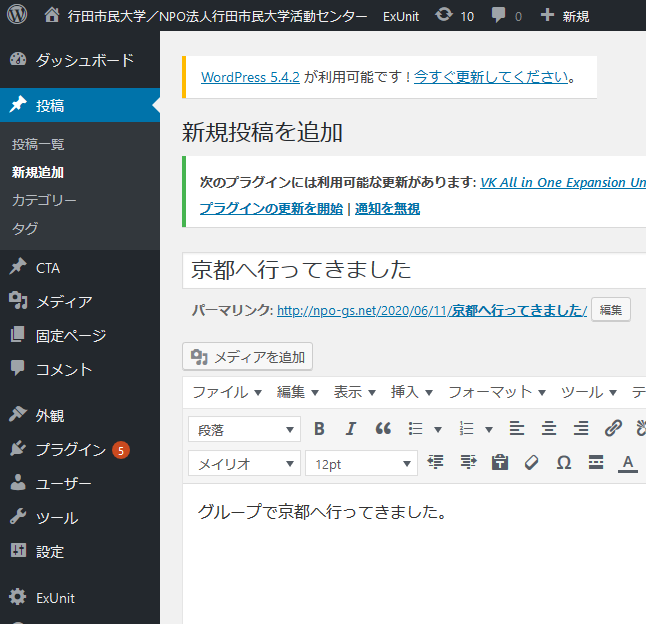 行田市民大学／NPO法人行田市民大学活動センター ExUnit 10 0 新規
ダッシュボード
投稿
投稿一覧
新規追加
カテゴリー
タグ
CTA
メディア
固定ページ
コメント
外観
プラグイン 5
ユーザー
ツール
設定
ExUnit
WordPress 5.4.2 が利用可能です ! 今すぐ更新してください。
新規投稿を追加
次のプラグインには利用可能な更新があります: VK All in One Expansion Un
プラグインの更新を開始 | 通知を無視
京都へ行ってきました
パーマリンク: http://npo-gs.net/2020/06/11/京都へ行ってきました/ 編集
メディアを追加
ファイル 編集 表示 挿入 フォーマット ツール テ
段落 B I
メイリオ 12pt Ω A
グループで京都へ行ってきました。